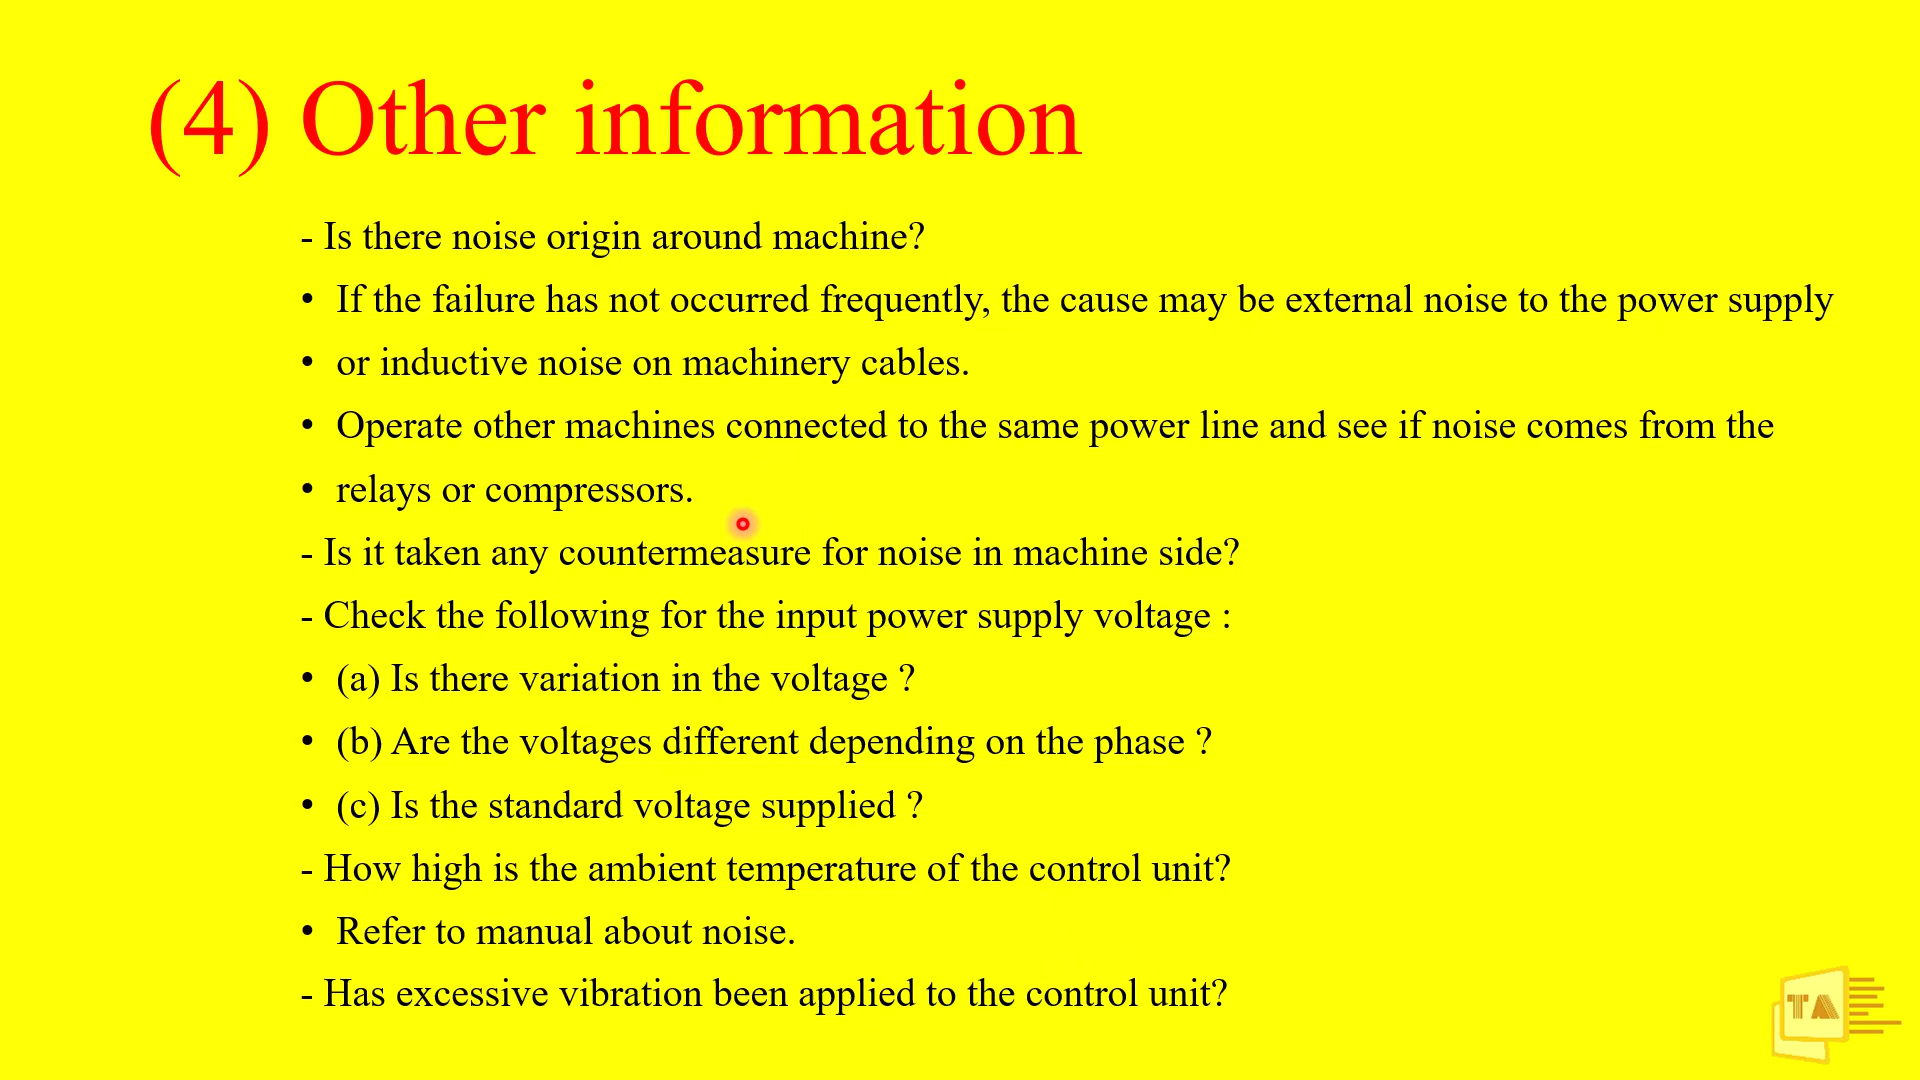 (4) Other information
- Is there noise origin around machine?
• If the failure has not occurred frequently, the cause may be external noise to the power supply
• or inductive noise on machinery cables.
• Operate other machines connected to the same power line and see if noise comes from the
• relays or compressors.
- Is it taken any countermeasure for noise in machine side?
- Check the following for the input power supply voltage :
• (a) Is there variation in the voltage ?
• (b) Are the voltages different depending on the phase ?
• (c) Is the standard voltage supplied ?
- How high is the ambient temperature of the control unit?
• Refer to manual about noise.
- Has excessive vibration been applied to the control unit?
TA